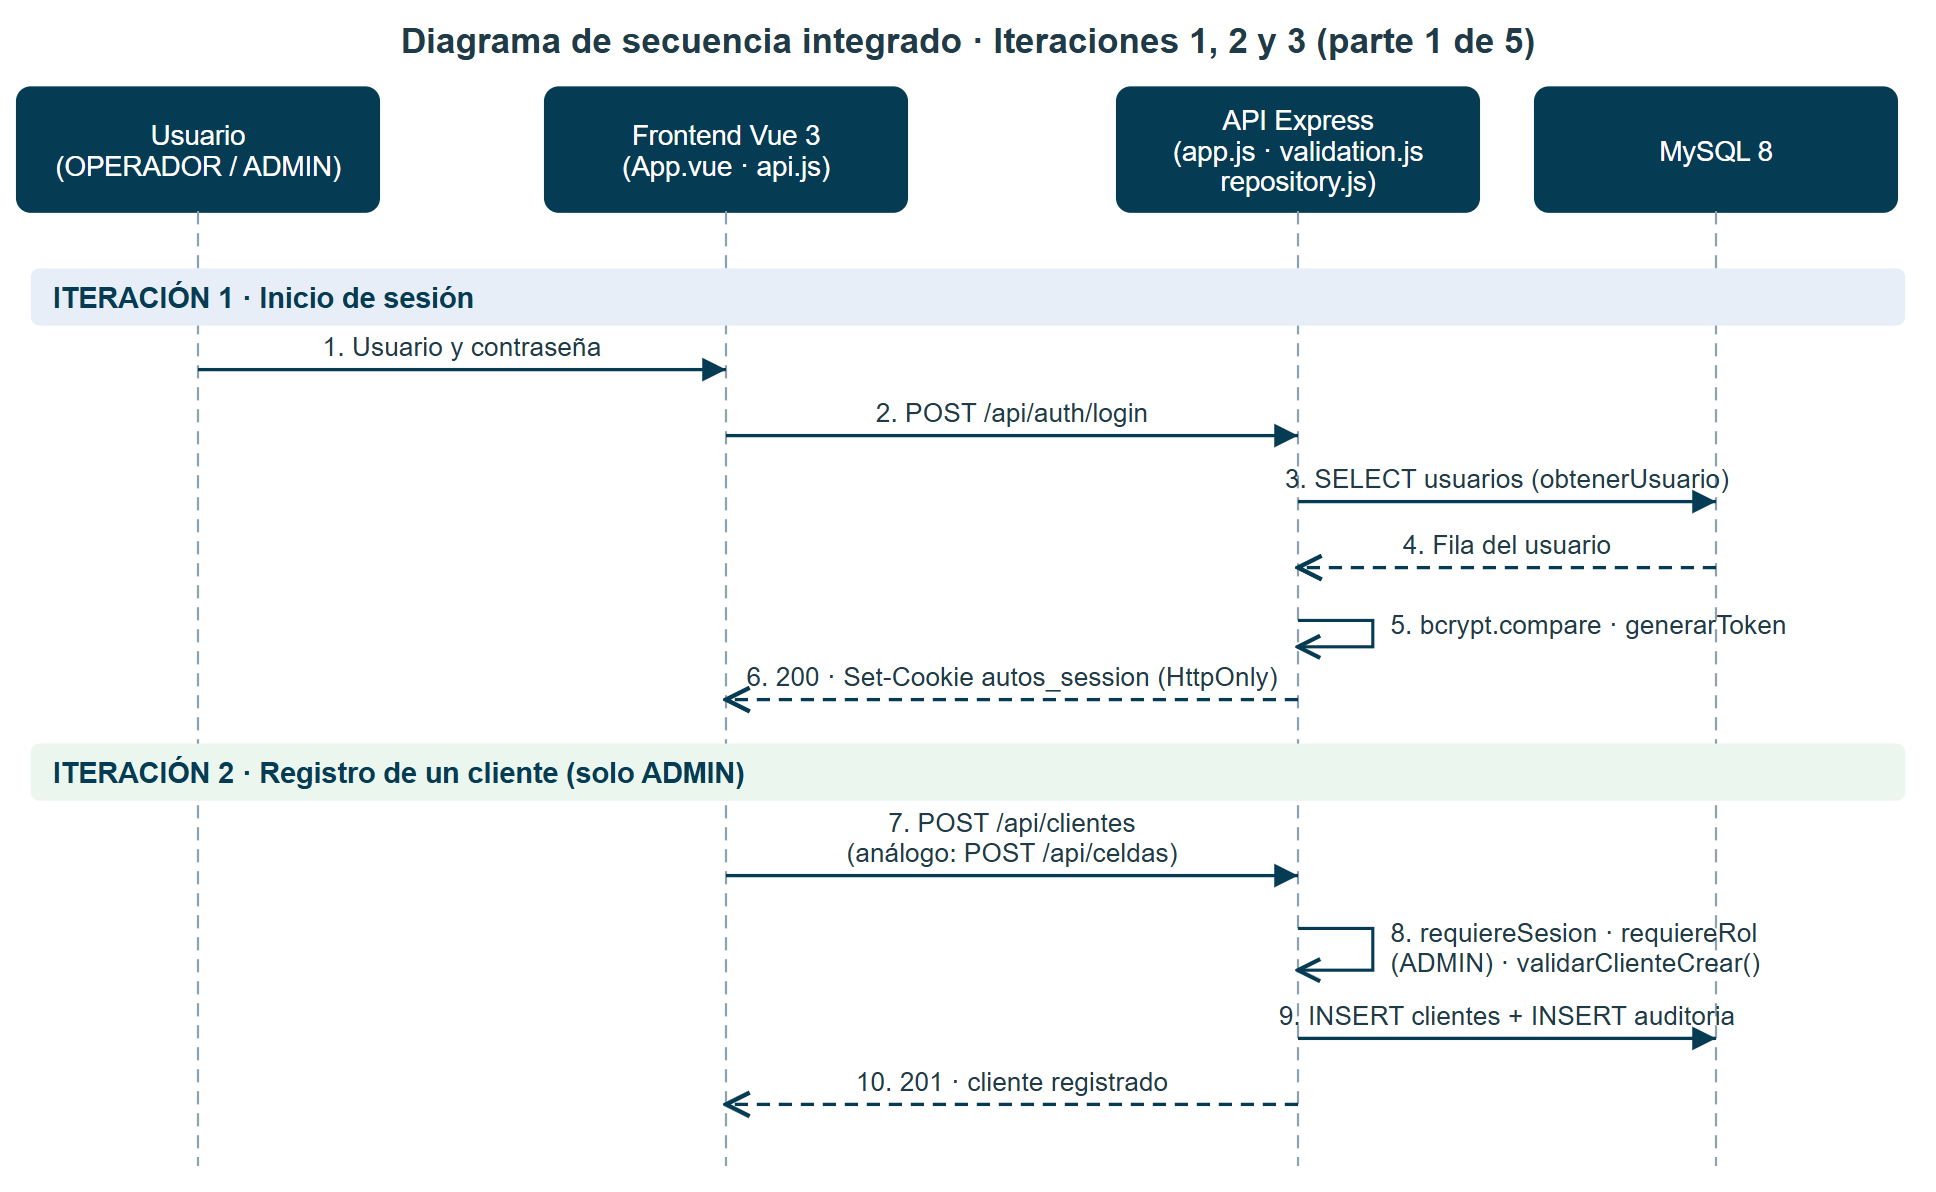 Diagrama de secuencia integrado · Iteraciones 1, 2 y 3 (parte 1 de 5)
Usuario
(OPERADOR / ADMIN)
Frontend Vue 3
(App.vue · api.js)
API Express
(app.js · validation.js
repository.js)
MySQL 8
ITERACIÓN 1 · Inicio de sesión
1. Usuario y contraseña
2. POST /api/auth/login
3. SELECT usuarios (obtenerUsuario)
4. Fila del usuario
5. bcrypt.compare · generarToken
6. 200 · Set-Cookie autos_session (HttpOnly)
ITERACIÓN 2 · Registro de un cliente (solo ADMIN)
7. POST /api/clientes
(análogo: POST /api/celdas)
8. requiereSesion · requiereRol
(ADMIN) · validarClienteCrear()
9. INSERT clientes + INSERT auditoria
10. 201 · cliente registrado